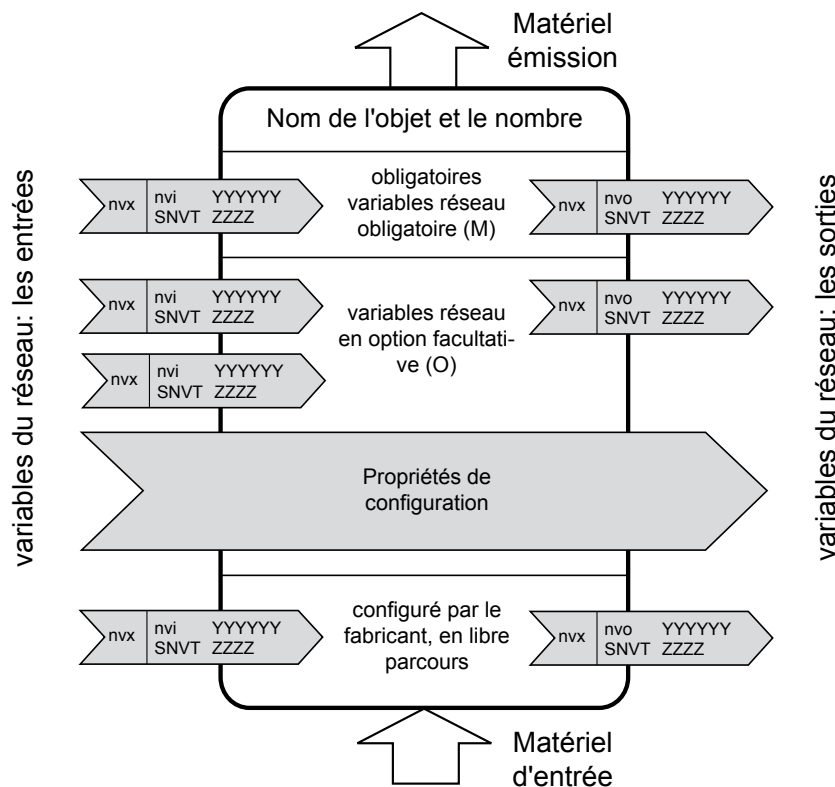 Matériel
émission
Nom de l'objet et le nombre
variables du réseau: les entrées
nvx
nvi YYYYYY
SNVT ZZZZ
obligatoires
variables réseau
obligatoire (M)
nvx
nvo YYYYYY
SNVT ZZZZ
variables du réseau: les sorties
nvx
nvi YYYYYY
SNVT ZZZZ
variables réseau
en option facultati-
ve (O)
nvx
nvo YYYYYY
SNVT ZZZZ
nvx
nvi YYYYYY
SNVT ZZZZ
Propriétés de
configuration
nvx
nvi YYYYYY
SNVT ZZZZ
configuré par le
fabricant, en libre
parcours
nvx
nvo YYYYYY
SNVT ZZZZ
Matériel
d'entrée